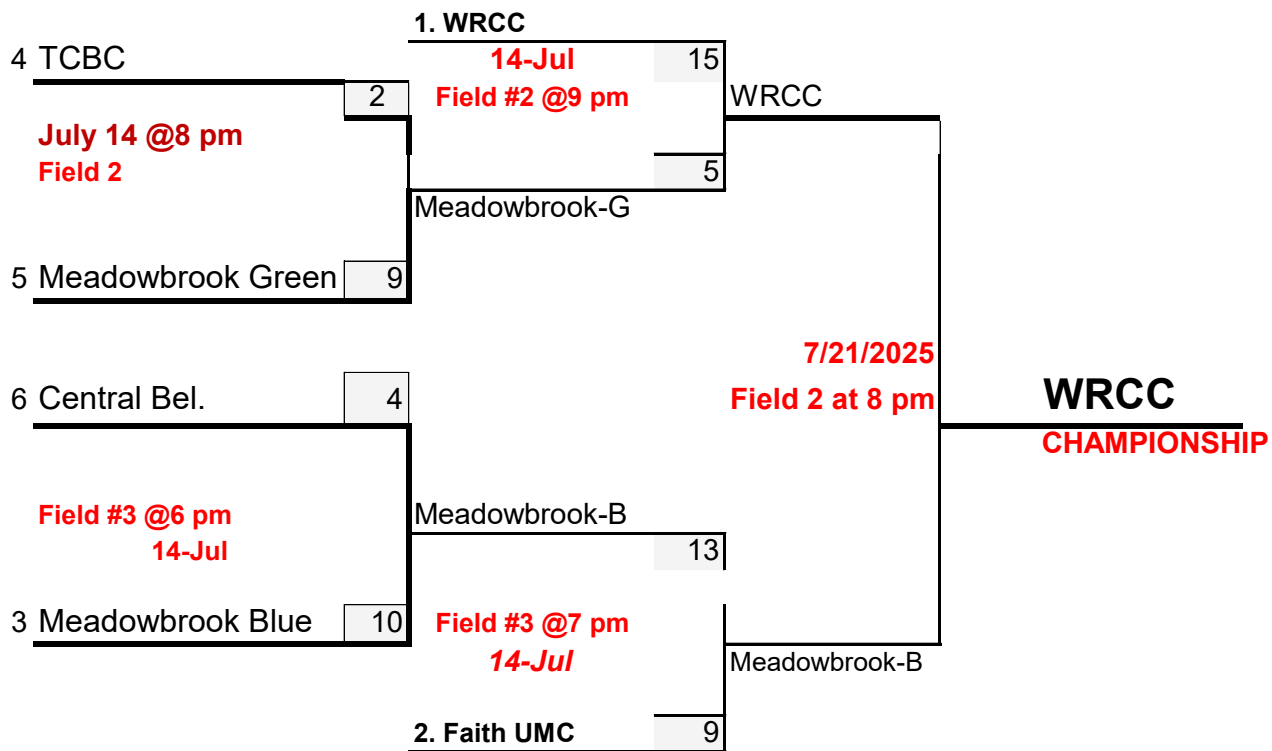 1. WRCC
4 TCBC
14-Jul 15
2 Field #2 @9 pm WRCC
July 14 @8 pm
Field 2 5
Meadowbrook-G
5 Meadowbrook Green 9
7/21/2025
6 Central Bel. 4 Field 2 at 8 pm WRCC
CHAMPIONSHIP
Field #3 @6 pm Meadowbrook-B
14-Jul 13
3 Meadowbrook Blue 10 Field #3 @7 pm
14-Jul Meadowbrook-B
2. Faith UMC 9